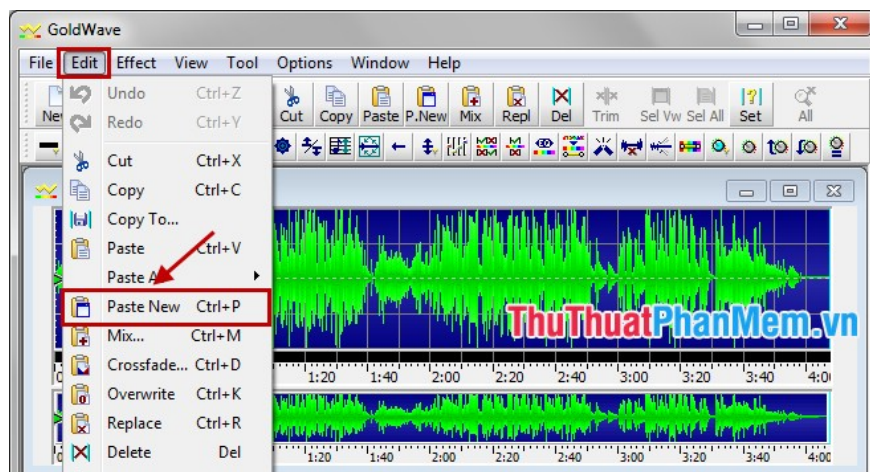 GoldWave
File Edit Effect View Tool Options Window Help
Cut Copy Paste P.New Mix Repl Del Trim Sel Vw Sel All Set All
Undo Ctrl+Z
Redo Ctrl+Y
Cut Ctrl+X
Copy Ctrl+C
Copy To...
Paste Ctrl+V
Paste New Ctrl+P
Mix... Ctrl+M
Crossfade... Ctrl+D
Overwrite Ctrl+K
Replace Ctrl+R
Delete Del
ThuThuatPhanMem.vn
1:20 1:40 2:00 2:20 2:40 3:00 3:20 3:40
1:20 1:40 2:00 2:20 2:40 3:00 3:20 3:40 4:00